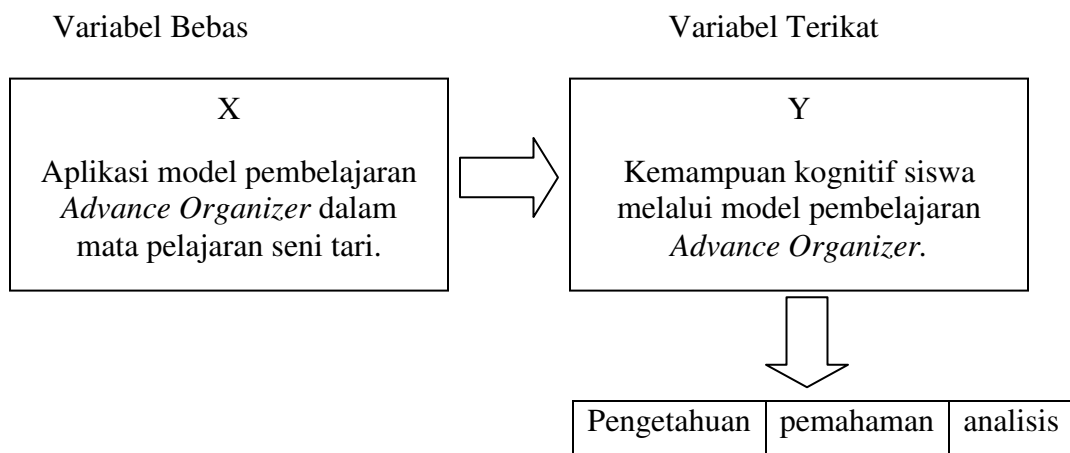 Variabel Bebas
Variabel Terikat
X
Aplikasi model pembelajaran
Advance Organizer dalam
mata pelajaran seni tari.
Y
Kemampuan kognitif siswa
melalui model pembelajaran
Advance Organizer.
Pengetahuan pemahaman analisis